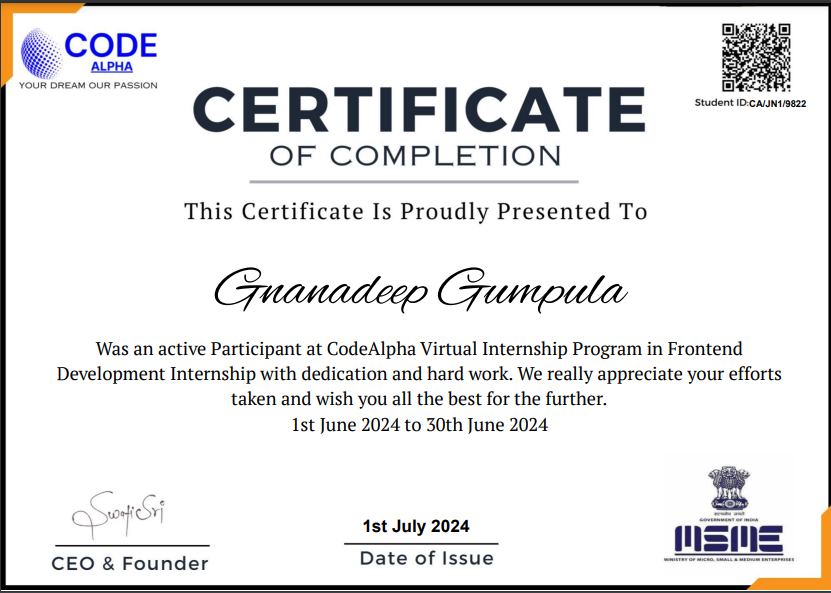 CODE
ALPHA
YOUR DREAM OUR PASSION
Student ID:CA/JN1/9822
CERTIFICATE
OF COMPLETION
This Certificate Is Proudly Presented To
Gnanadeep Gumpula
Was an active Participant at CodeAlpha Virtual Internship Program in Frontend
Development Internship with dedication and hard work. We really appreciate your efforts
taken and wish you all the best for the further.
1st June 2024 to 30th June 2024
SwatiSri
CEO & Founder
1st July 2024
Date of Issue
सत्यमेव जयते
GOVERNMENT OF INDIA
MSME
MINISTRY OF MICRO, SMALL & MEDIUM ENTERPRISES